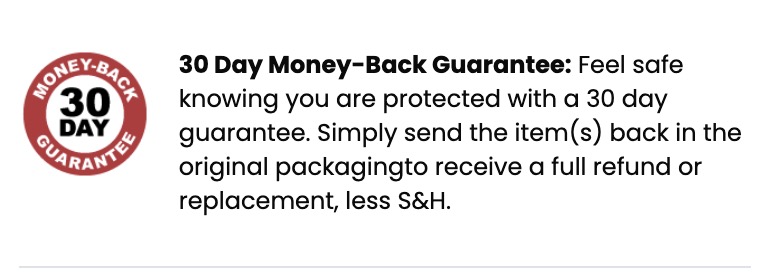 MONEY-BACK
30
DAY
GUARANTEE
30 Day Money-Back Guarantee: Feel safe
knowing you are protected with a 30 day
guarantee. Simply send the item(s) back in the
original packagingto receive a full refund or
replacement, less S&H.